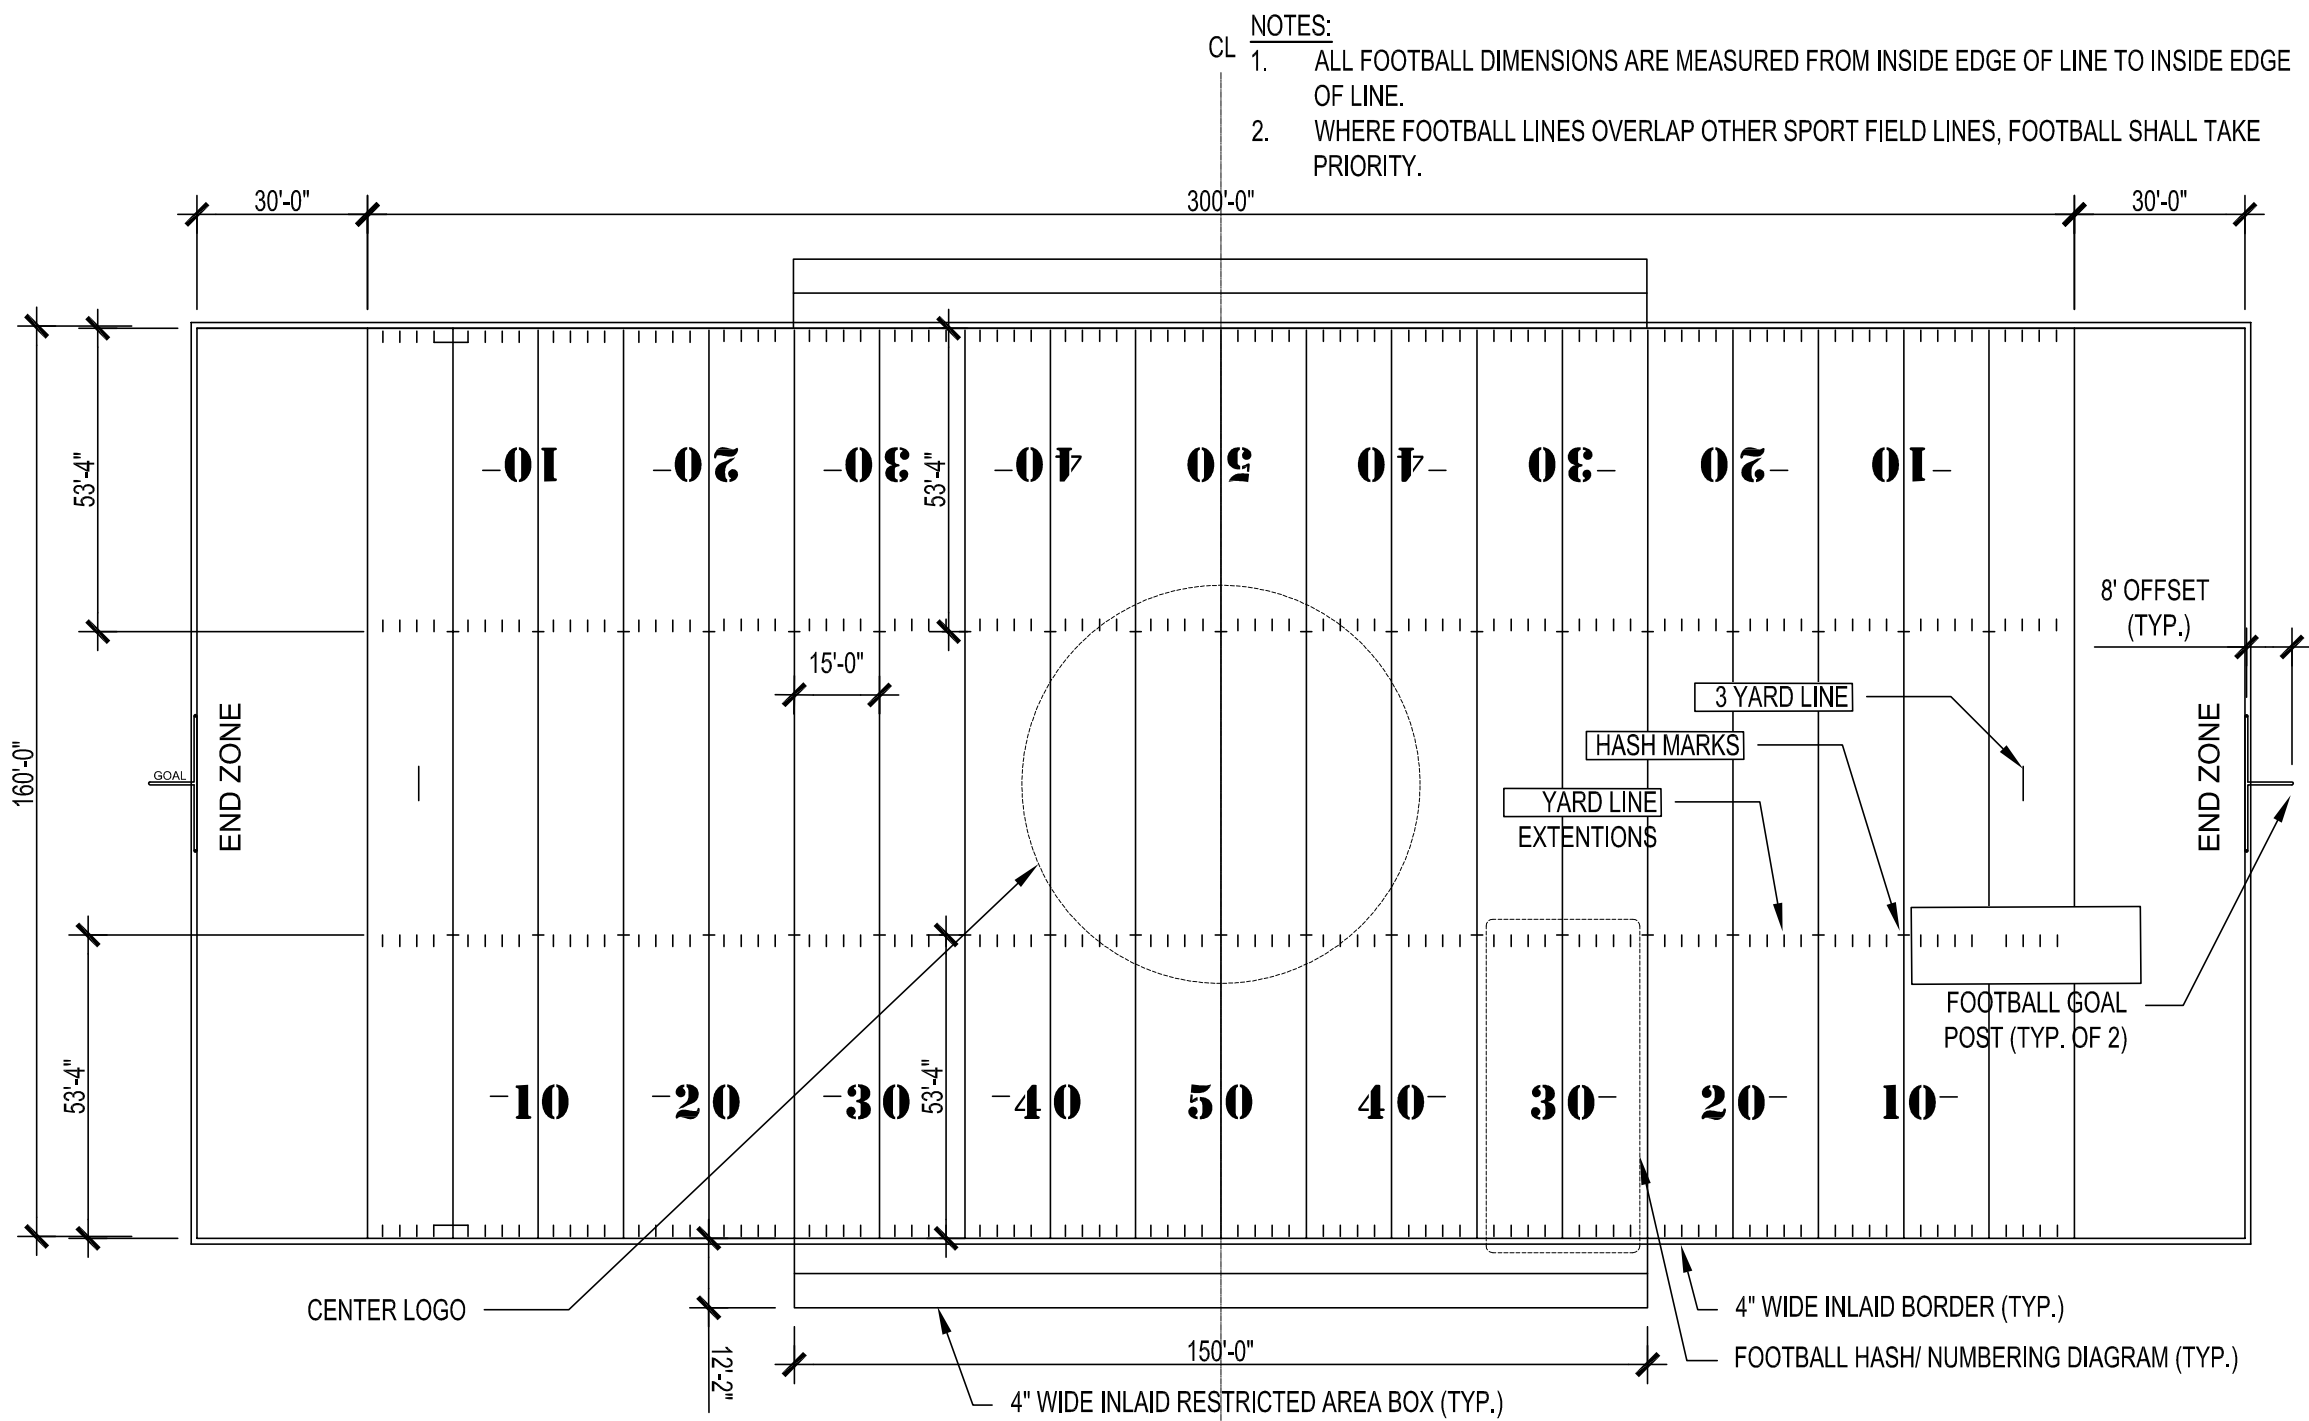 NOTES:
CL
1. ALL FOOTBALL DIMENSIONS ARE MEASURED FROM INSIDE EDGE OF LINE TO INSIDE EDGE
OF LINE.
2. WHERE FOOTBALL LINES OVERLAP OTHER SPORT FIELD LINES, FOOTBALL SHALL TAKE
PRIORITY.
30'-0" 300'-0" 30'-0"
53'-4" 53'-4"
10 20 30 40 50 40 30 20 10
8' OFFSET
(TYP.)
15'-0"
3 YARD LINE
HASH MARKS
YARD LINE
EXTENTIONS
160'-0"
GOAL
END ZONE
END ZONE
FOOTBALL GOAL
POST (TYP. OF 2)
53'-4" 53'-4"
10 20 30 40 50 40 30 20 10
CENTER LOGO
4" WIDE INLAID BORDER (TYP.)
12'-2"
150'-0"
FOOTBALL HASH/ NUMBERING DIAGRAM (TYP.)
4" WIDE INLAID RESTRICTED AREA BOX (TYP.)